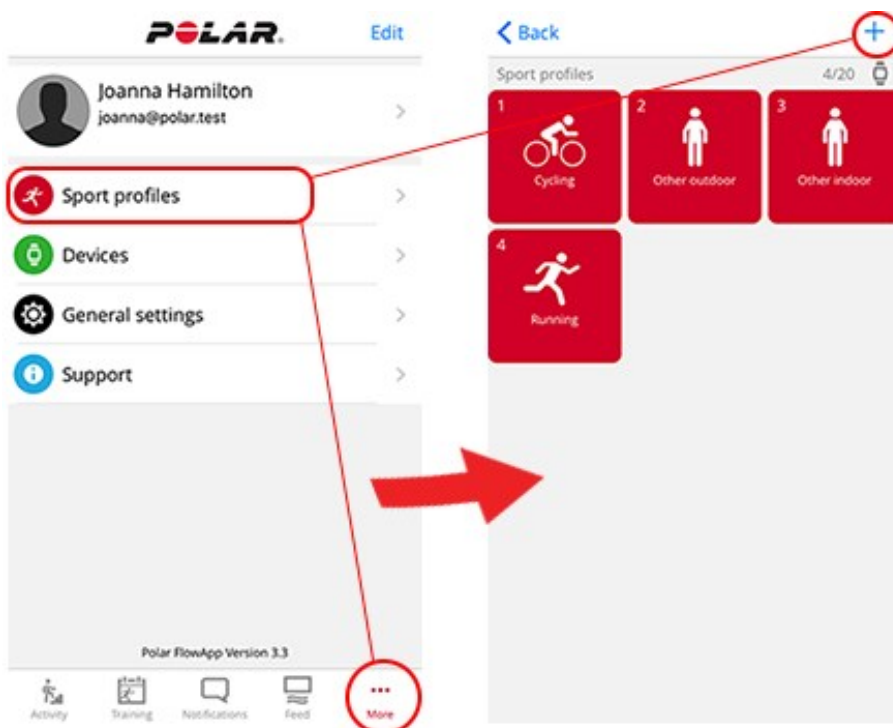 POLAR.
Edit
Joanna Hamilton
joanna@polar.test
Sport profiles
Devices
General settings
Support
Polar FlowApp Version 3.3
Activity
Training
Notifications
Feed
More
Back
Sport profiles
4/20
1
Cycling
2
Other outdoor
3
Other indoor
4
Running